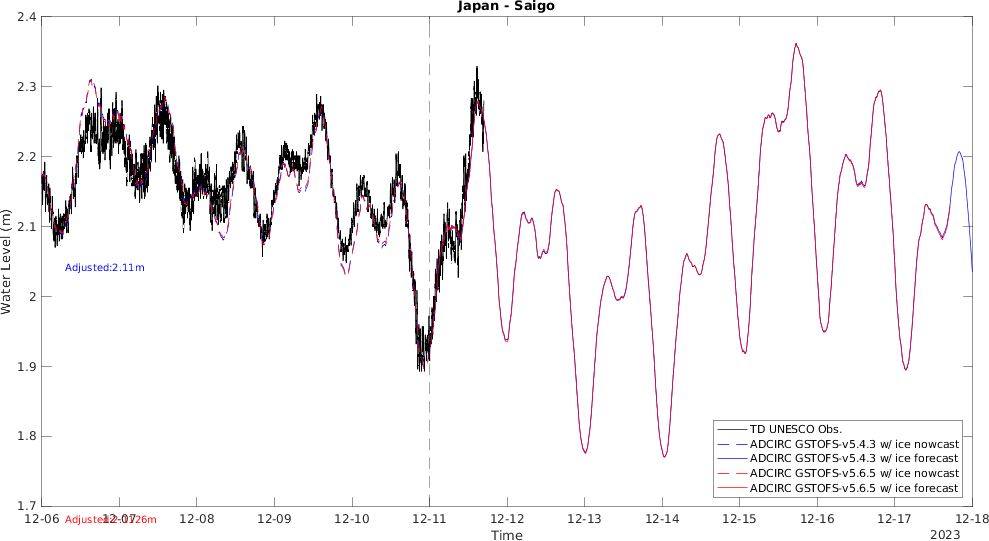 Japan - Saigo
2.4
2.3
2.2
2.1
2
1.9
1.8
1.7
Water Level (m)
Adjusted:2.11m
TD UNESCO Obs.
ADCIRC GSTOFS-v5.4.3 w/ ice nowcast
ADCIRC GSTOFS-v5.4.3 w/ ice forecast
ADCIRC GSTOFS-v5.6.5 w/ ice nowcast
ADCIRC GSTOFS-v5.6.5 w/ ice forecast
12-06 12-07 12-08 12-09 12-10 12-11 12-12 12-13 12-14 12-15 12-16 12-17 12-18
Time
2023